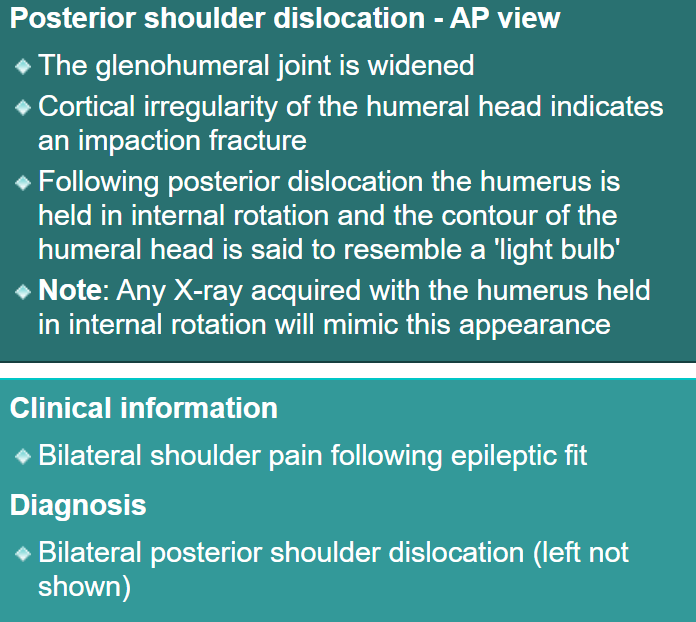 Posterior shoulder dislocation - AP view
The glenohumeral joint is widened
Cortical irregularity of the humeral head indicates
an impaction fracture
Following posterior dislocation the humerus is
held in internal rotation and the contour of the
humeral head is said to resemble a 'light bulb'
Note: Any X-ray acquired with the humerus held
in internal rotation will mimic this appearance
Clinical information
Bilateral shoulder pain following epileptic fit
Diagnosis
Bilateral posterior shoulder dislocation (left not
shown)